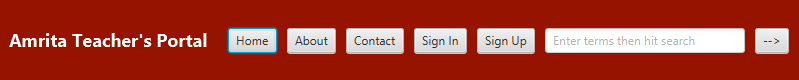 Amrita Teacher's Portal Home About Contact Sign In Sign Up Enter terms then hit search -->